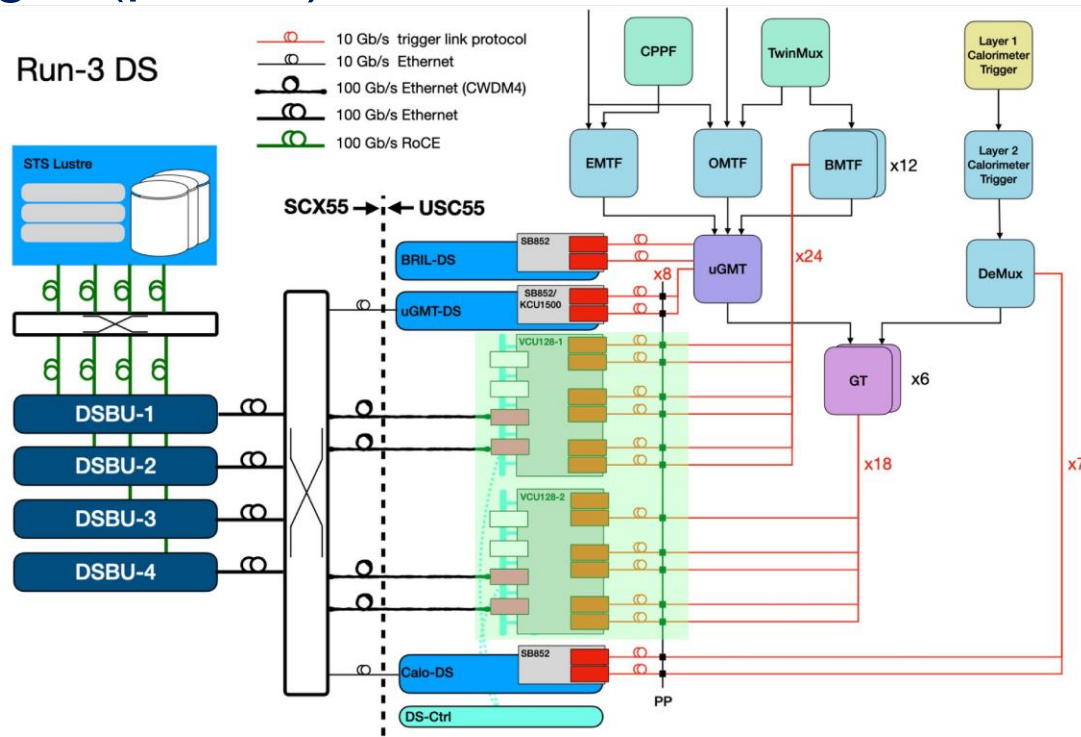 Run-3 DS
10 Gb/s trigger link protocol
10 Gb/s Ethernet
100 Gb/s Ethernet (CWDM4)
100 Gb/s Ethernet
100 Gb/s RoCE
CPPF
TwinMux
Layer 1
Calorimeter
Trigger
EMTF
OMTF
BMTF
x12
Layer 2
Calorimeter
Trigger
STS Lustre
SCX55
USC55
BRIL-DS
SB852
uGMT
x24
DeMux
x8
uGMT-DS
SB852/
KCU1500
VCU128-1
GT
x6
DSBU-1
DSBU-2
DSBU-3
DSBU-4
x18
x7
VCU128-2
SB852
Calo-DS
PP
DS-Ctrl